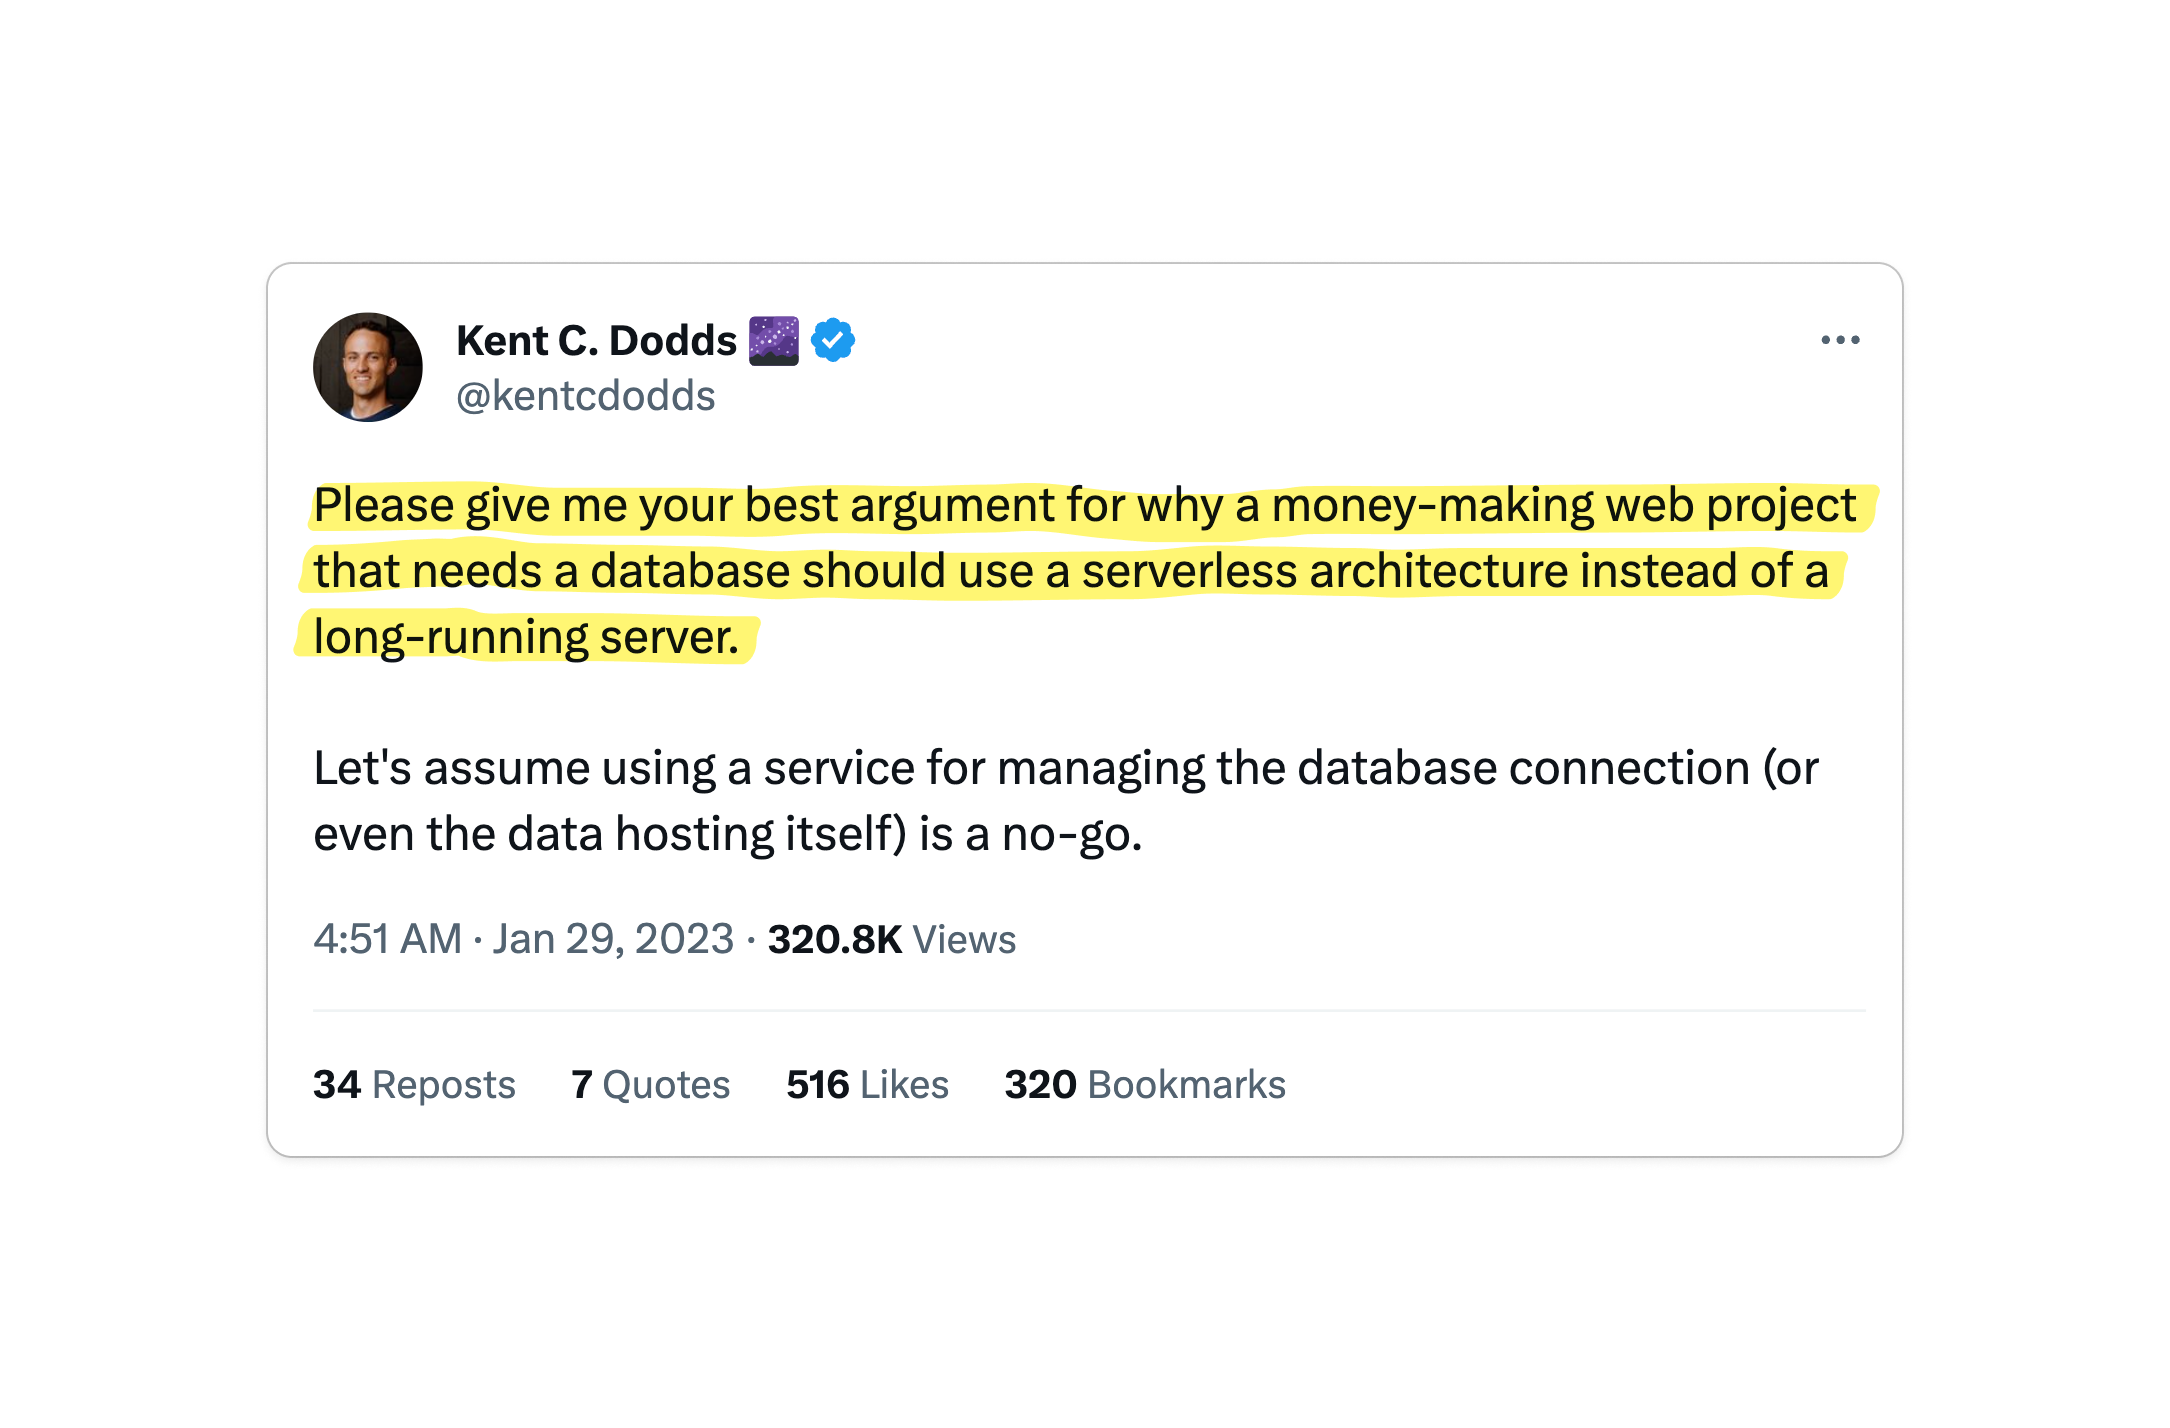 Kent C. Dodds 🌌
@kentcdodds
Please give me your best argument for why a money-making web project
that needs a database should use a serverless architecture instead of a
long-running server.
Let's assume using a service for managing the database connection (or
even the data hosting itself) is a no-go.
4:51 AM · Jan 29, 2023 · 320.8K Views
34 Reposts 7 Quotes 516 Likes 320 Bookmarks